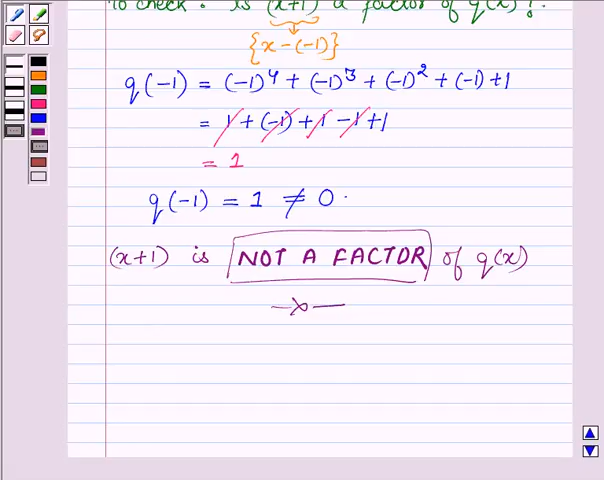 To check : is (x+1) a factor of q(x)?
{x-(-1)}
q(-1) = (-1)⁴ + (-1)³ + (-1)² + (-1) + 1
= 1 + (-1) + 1 - 1 + 1
= 1
q(-1) = 1 ≠ 0.
(x+1) is NOT A FACTOR of q(x)